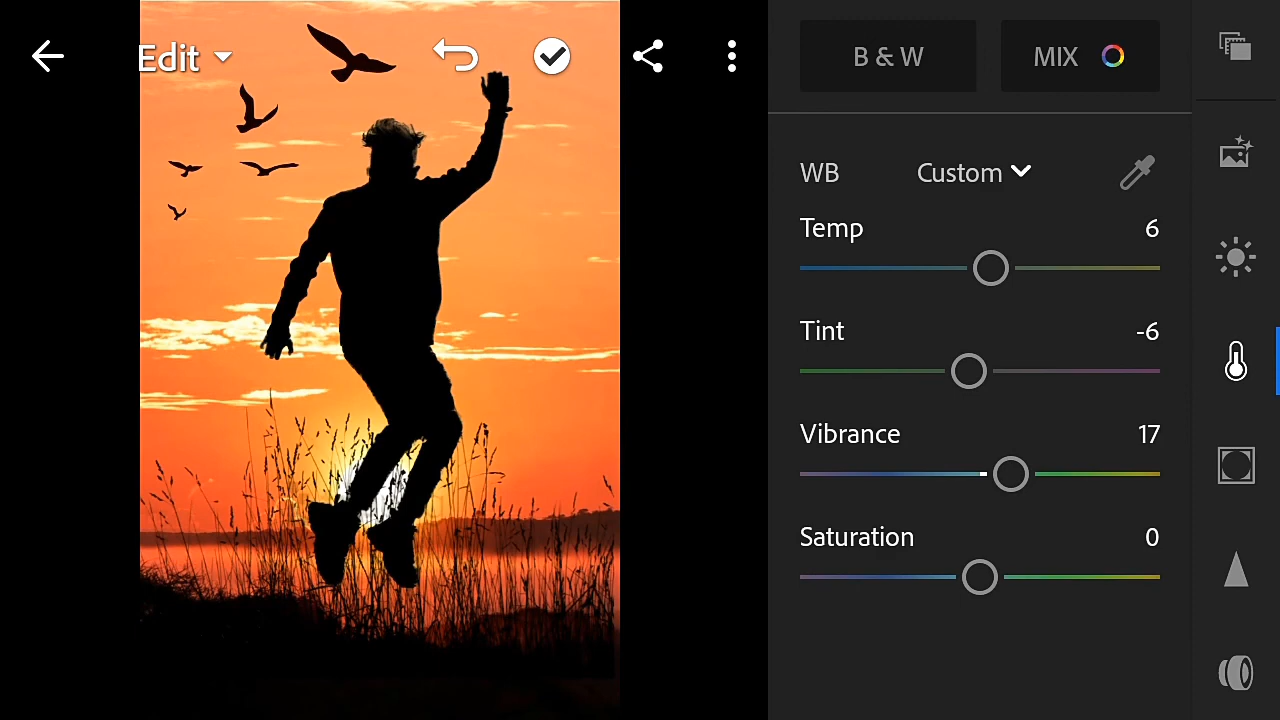 Edit
B & W
MIX
WB Custom
Temp 6
Tint -6
Vibrance 17
Saturation 0